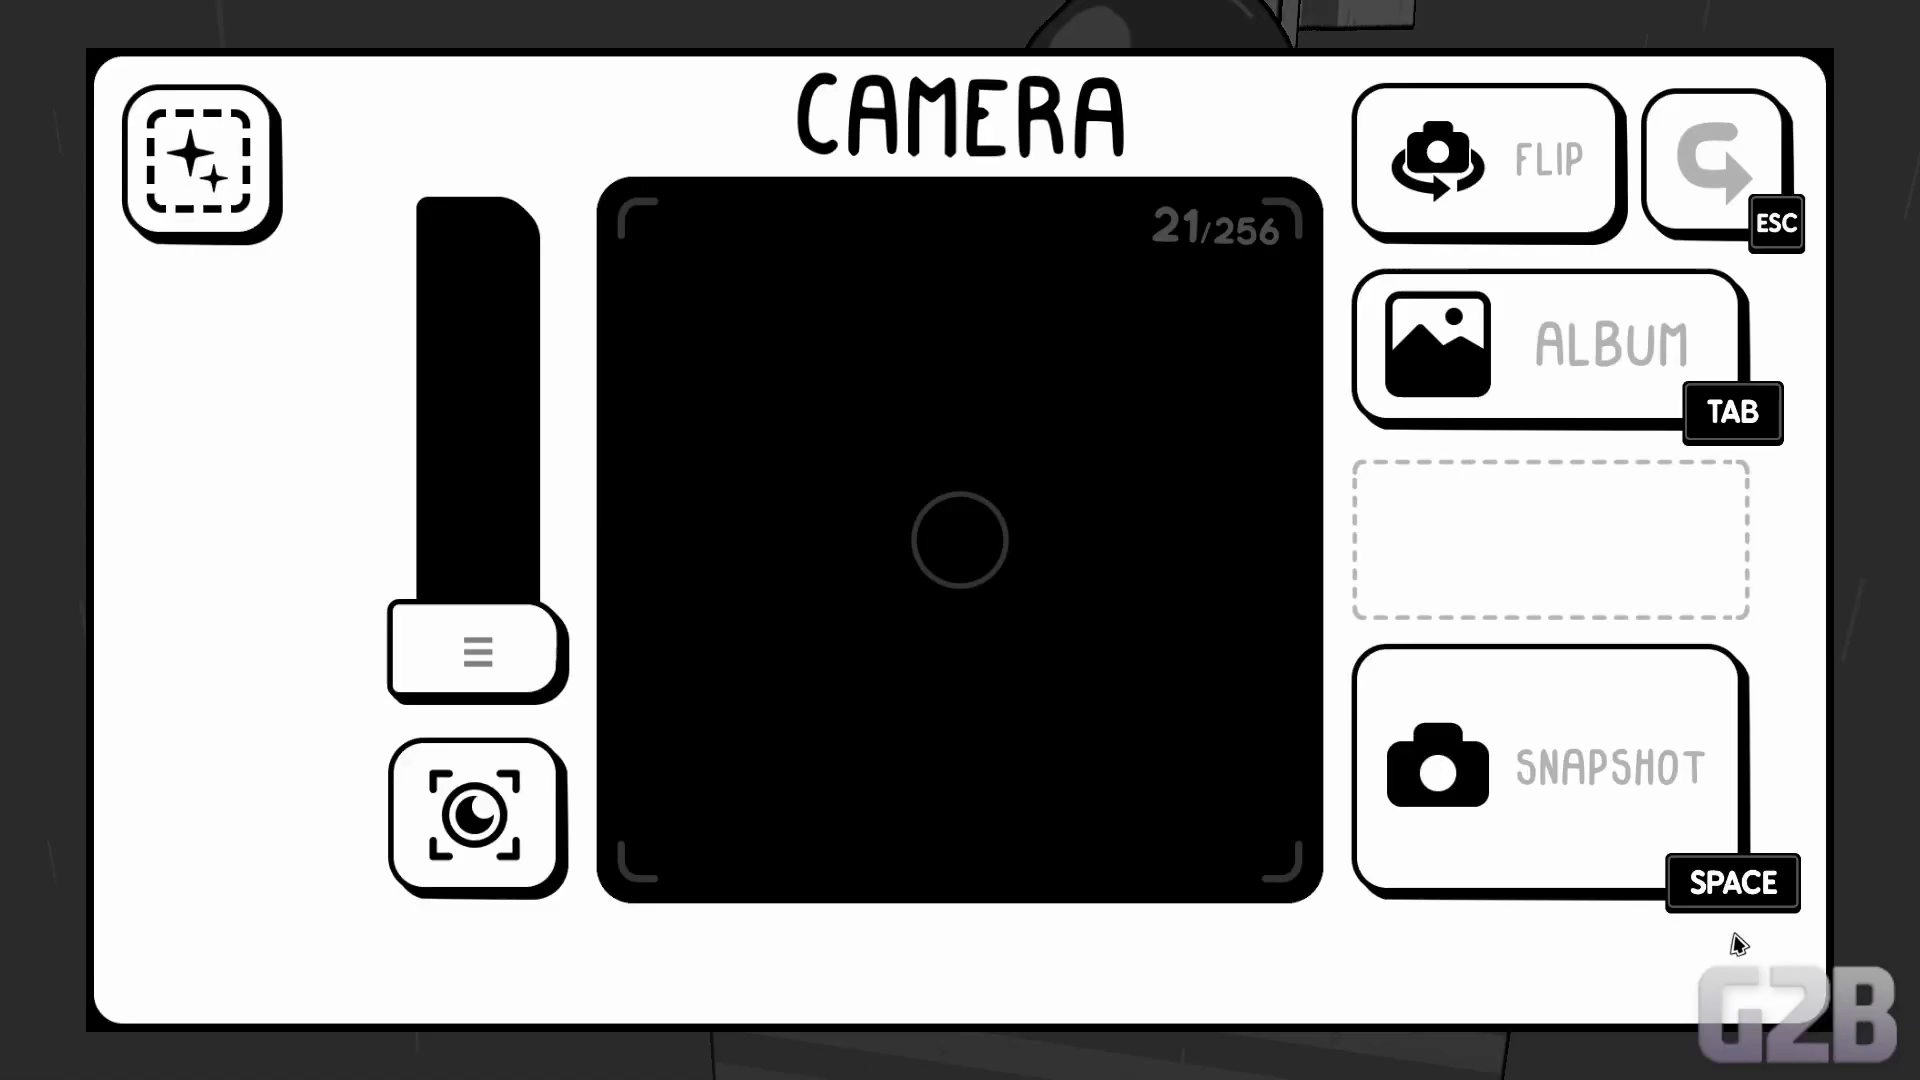 CAMERA
FLIP
ESC
21/256
ALBUM
TAB
SNAPSHOT
SPACE
G2B